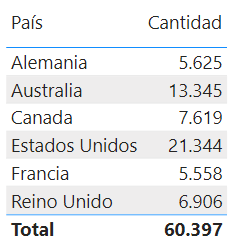 País Cantidad
Alemania 5.625
Australia 13.345
Canada 7.619
Estados Unidos 21.344
Francia 5.558
Reino Unido 6.906
Total 60.397